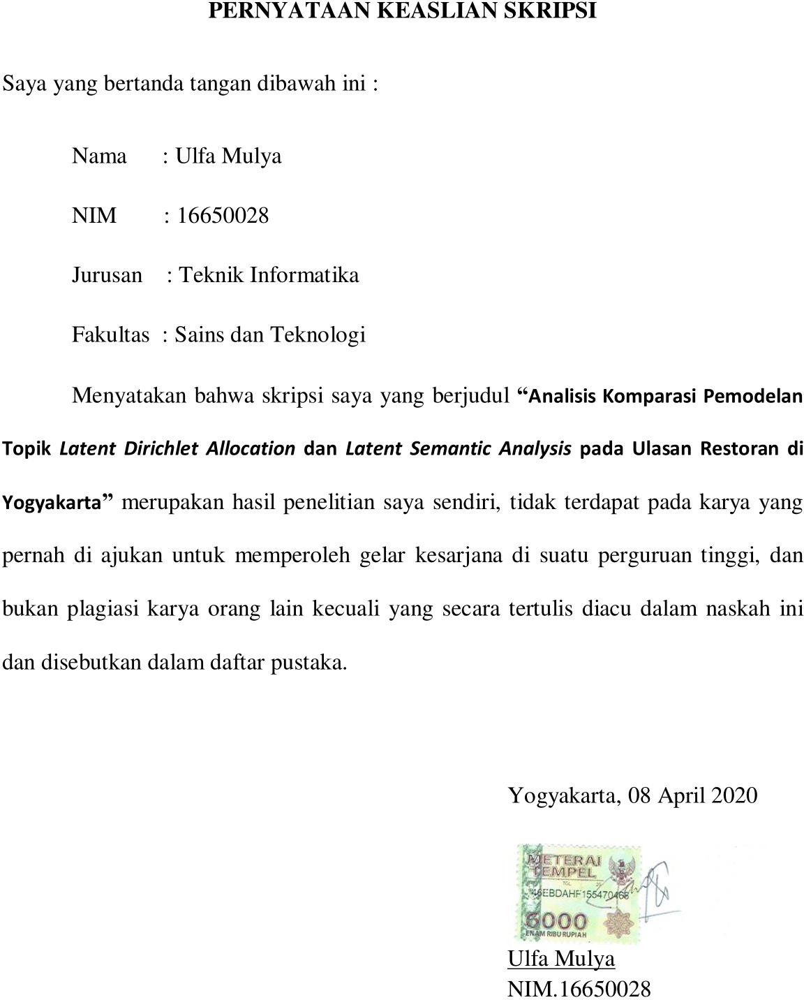 PERNYATAAN KEASLIAN SKRIPSI
Saya yang bertanda tangan dibawah ini :
Nama : Ulfa Mulya
NIM : 16650028
Jurusan : Teknik Informatika
Fakultas : Sains dan Teknologi
Menyatakan bahwa skripsi saya yang berjudul “Analisis Komparasi Pemodelan
Topik Latent Dirichlet Allocation dan Latent Semantic Analysis pada Ulasan Restoran di
Yogyakarta” merupakan hasil penelitian saya sendiri, tidak terdapat pada karya yang
pernah di ajukan untuk memperoleh gelar kesarjana di suatu perguruan tinggi, dan
bukan plagiasi karya orang lain kecuali yang secara tertulis diacu dalam naskah ini
dan disebutkan dalam daftar pustaka.
Yogyakarta, 08 April 2020
METERAI
TEMPEL
TGL 20
6000
ENAM RIBU RUPIAH
Ulfa Mulya
NIM.16650028